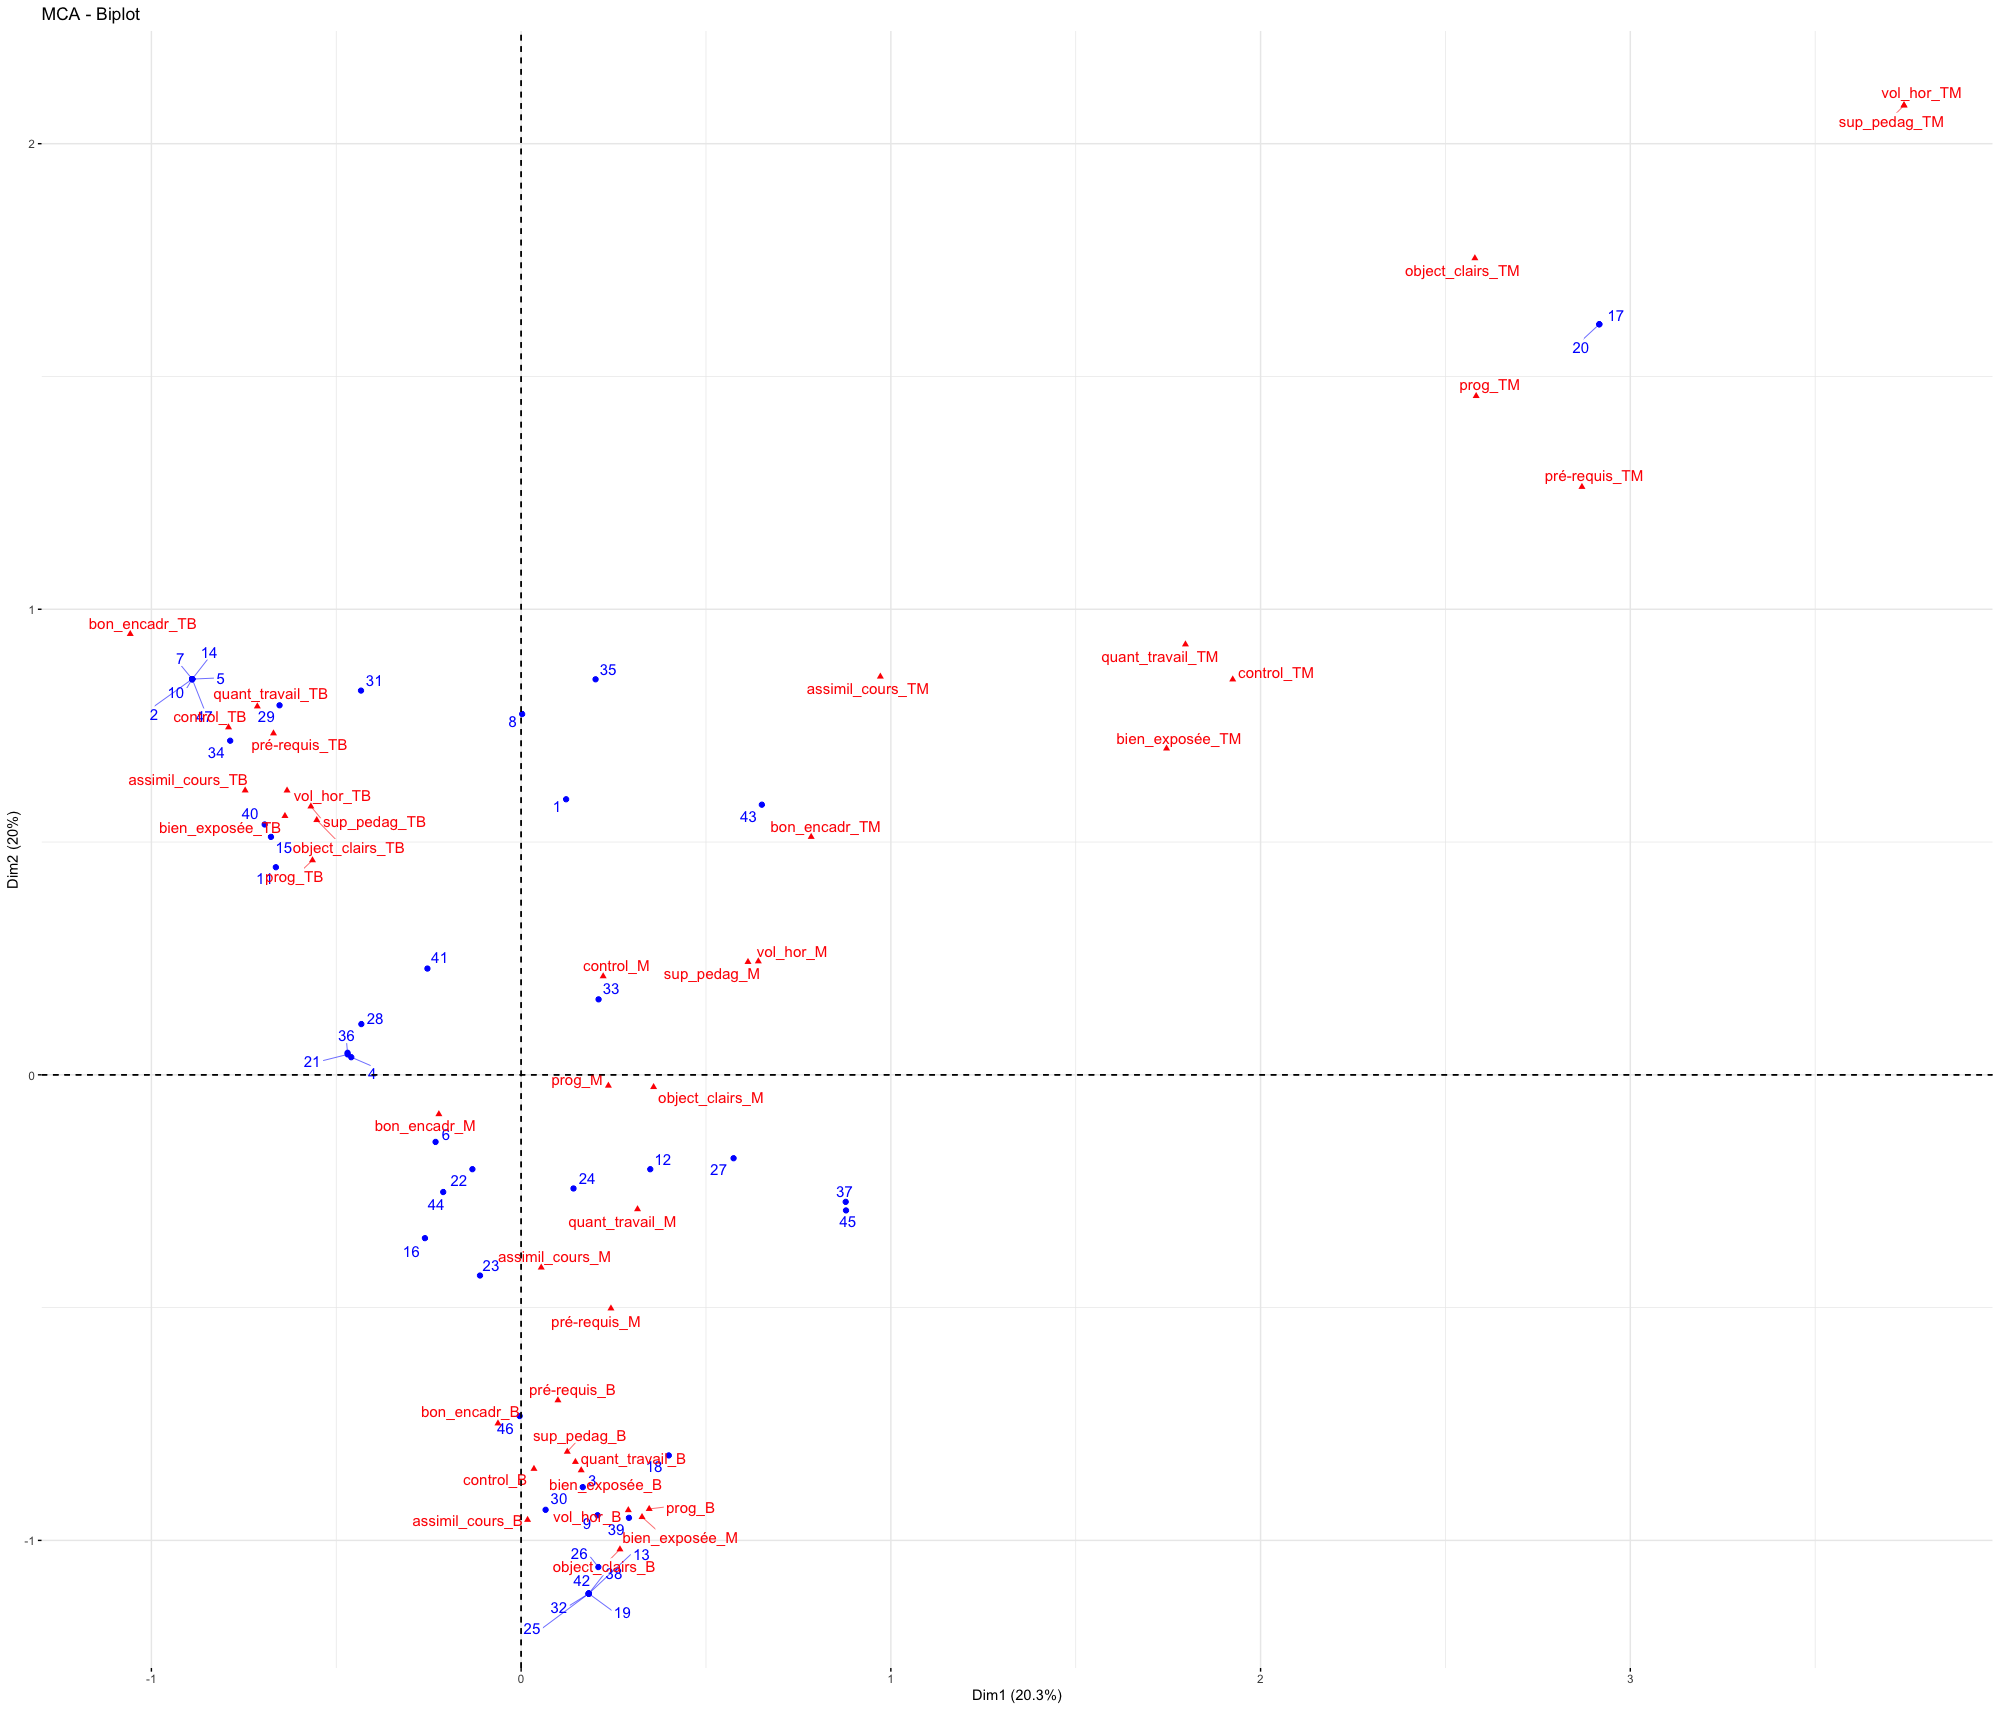 MCA - Biplot
vol_hor_TM
sup_pedag_TM
2
object_clairs_TM
17
20
prog_TM
pré-requis_TM
1
bon_encadr_TB
7
14
5
10
2
47
quant_travail_TB
control_TB
29
34
pré-requis_TB
31
35
8
assimil_cours_TM
quant_travail_TM
control_TM
bien_exposée_TM
assimil_cours_TB
vol_hor_TB
40
sup_pedag_TB
bien_exposée_TB
15
object_clairs_TB
11
prog_TB
1
43
bon_encadr_TM
Dim2 (20%)
41
control_M
vol_hor_M
sup_pedag_M
33
28
36
21
4
0
prog_M
object_clairs_M
bon_encadr_M
6
22
44
24
12
27
37
45
quant_travail_M
16
23
assimil_cours_M
pré-requis_M
pré-requis_B
bon_encadr_B
46
sup_pedag_B
quant_travail_B
18
control_B
3
bien_exposée_B
30
prog_B
vol_hor_B
assimil_cours_B
9
39
bien_exposée_M
-1
26
13
object_clairs_B
42
38
32
19
25
-1
0
1
2
3
Dim1 (20.3%)